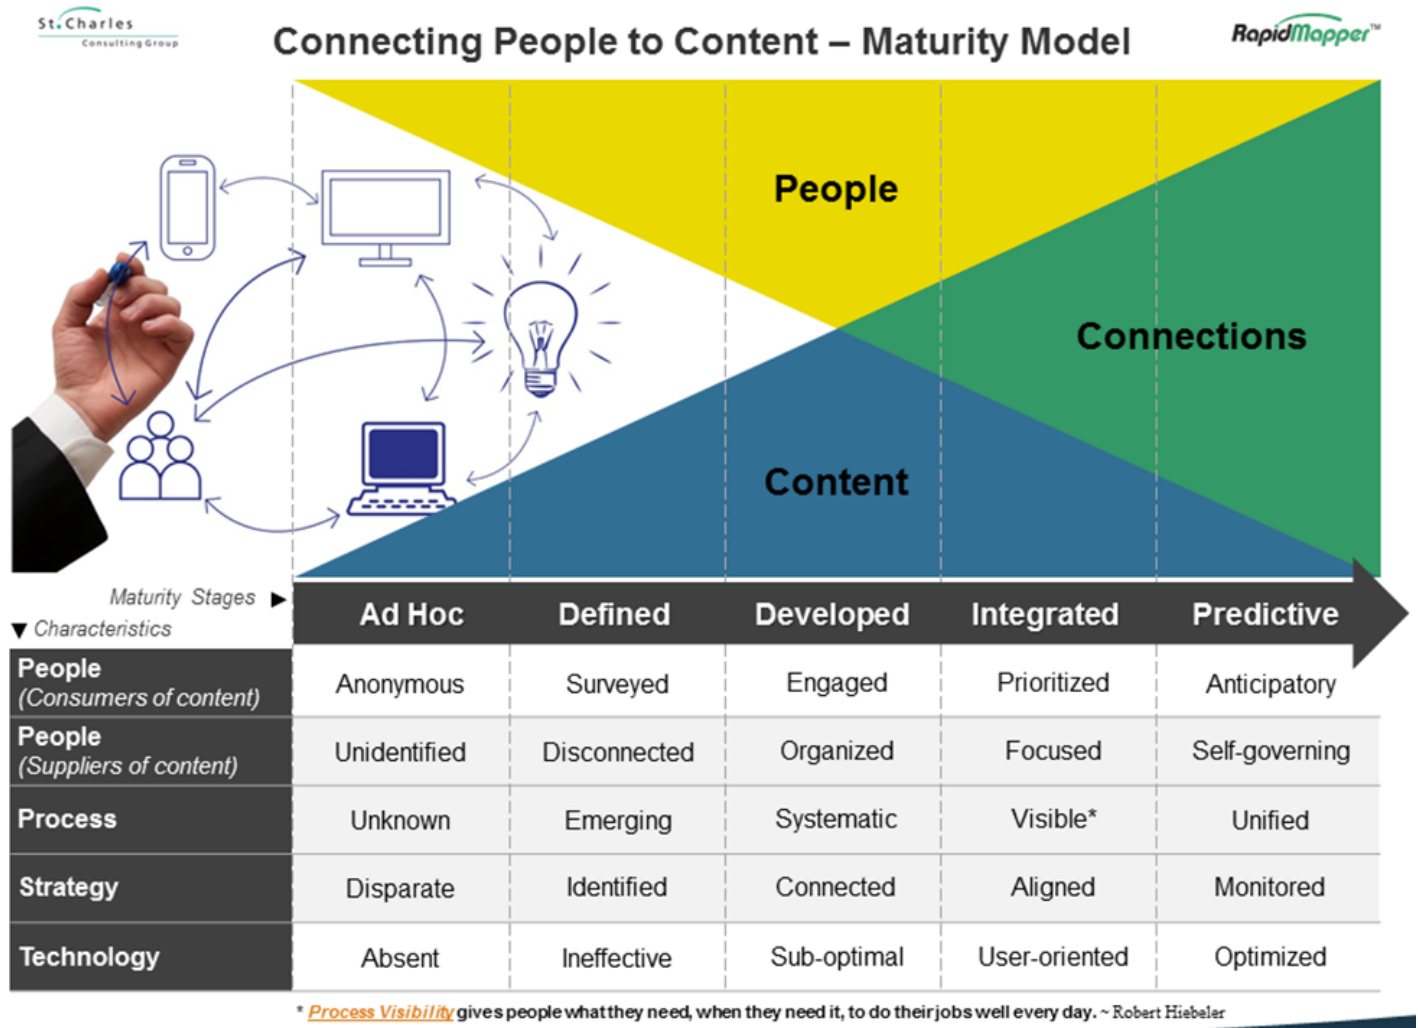 St.Charles
Consulting Group
Connecting People to Content – Maturity Model
RapidMapper™
People
Connections
Content
Maturity Stages ▶
▼ Characteristics
Ad Hoc Defined Developed Integrated Predictive
People
(Consumers of content)
Anonymous Surveyed Engaged Prioritized Anticipatory
People
(Suppliers of content)
Unidentified Disconnected Organized Focused Self-governing
Process Unknown Emerging Systematic Visible* Unified
Strategy Disparate Identified Connected Aligned Monitored
Technology Absent Ineffective Sub-optimal User-oriented Optimized
* Process Visibility gives people what they need, when they need it, to do their jobs well every day. ~ Robert Hiebeler